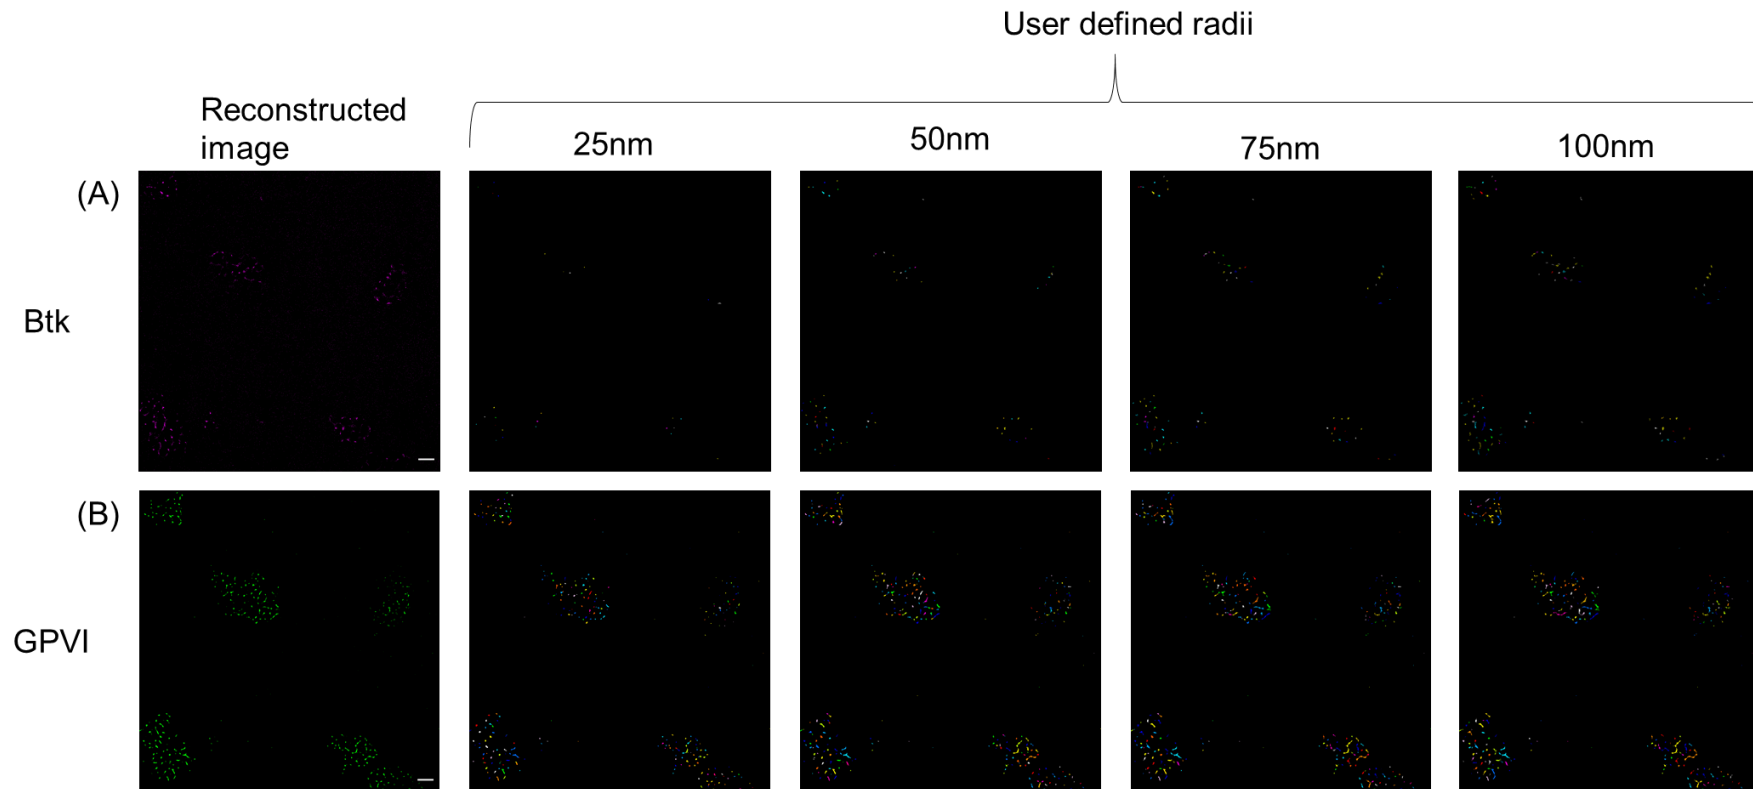 User defined radii
Reconstructed
image
25nm
50nm
75nm
100nm
(A)
Btk
(B)
GPVI